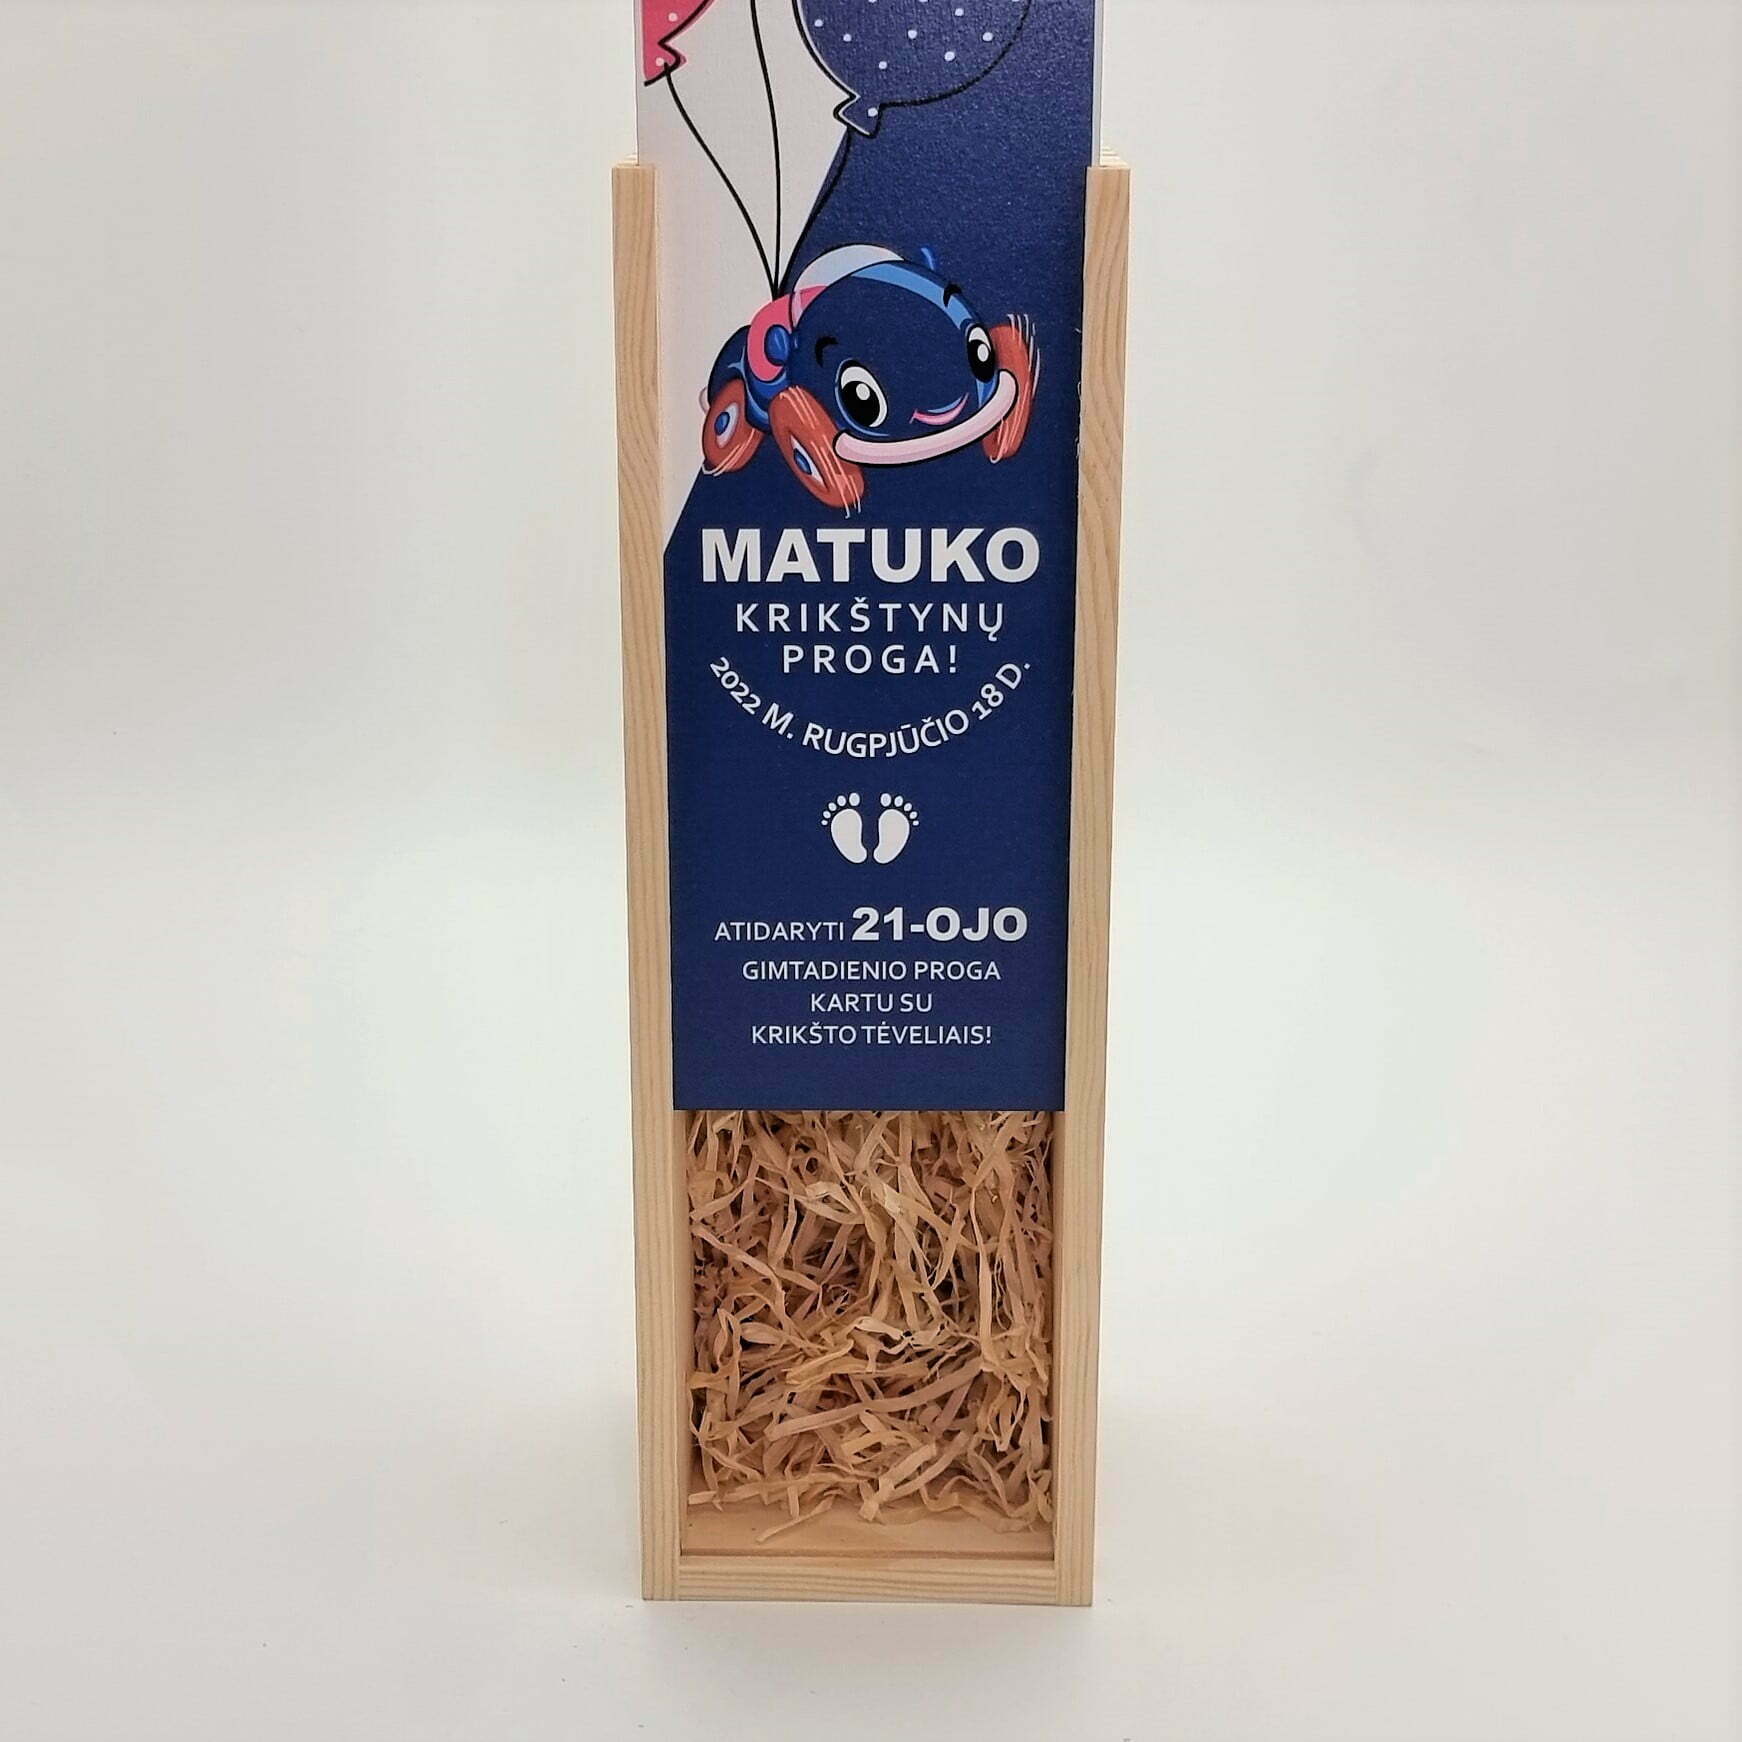 MATUKO
KRIKŠTYNŲ
PROGA!
2022 M. RUGPJŪČIO 18 D.
ATIDARYTI 21-OJO
GIMTADIENIO PROGA
KARTU SU
KRIKŠTO TĖVELIAIS!